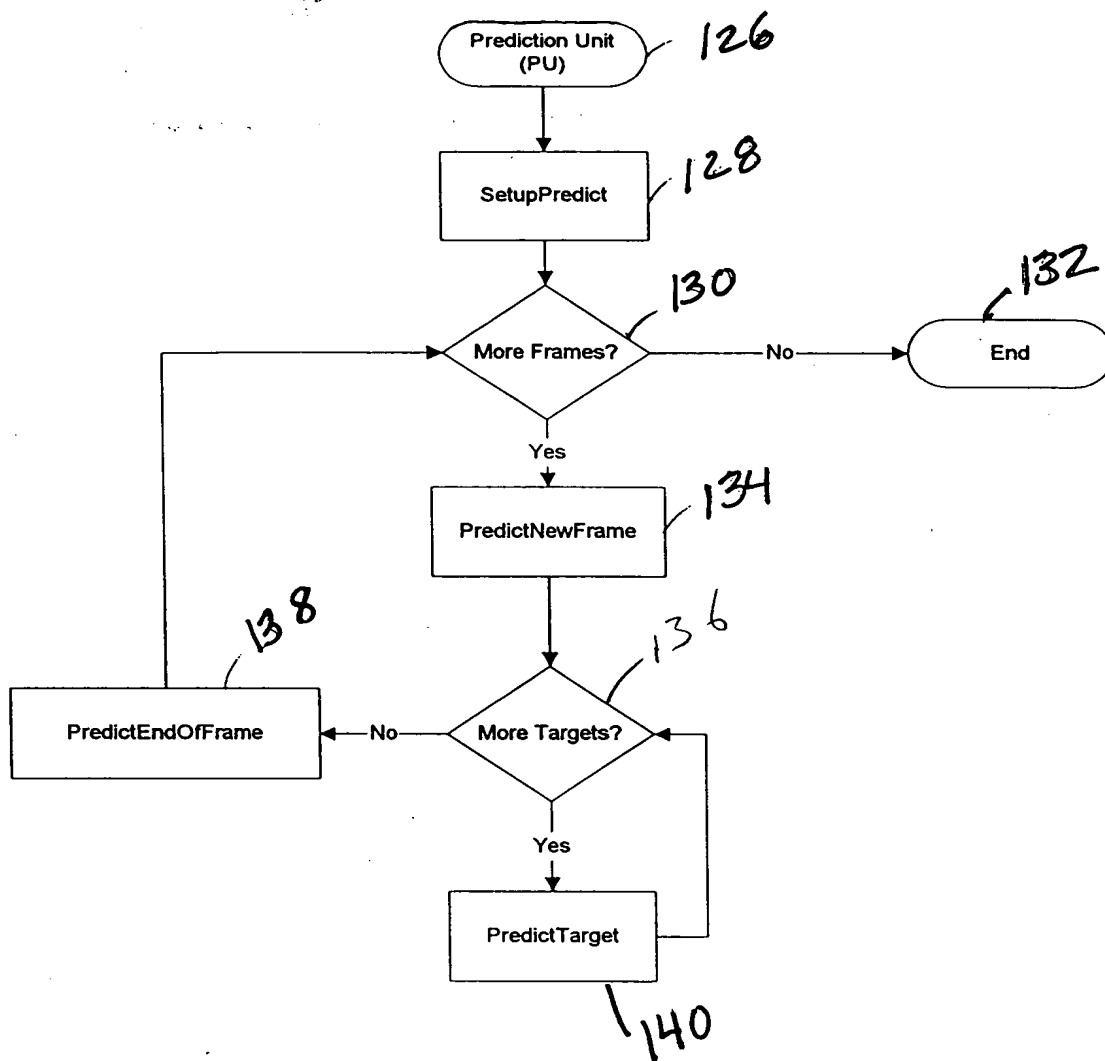 Prediction Unit
(PU)
126
SetupPredict
128
130
More Frames?
No
132
End
Yes
PredictNewFrame
134
136
138
PredictEndOfFrame
No
More Targets?
Yes
PredictTarget
140